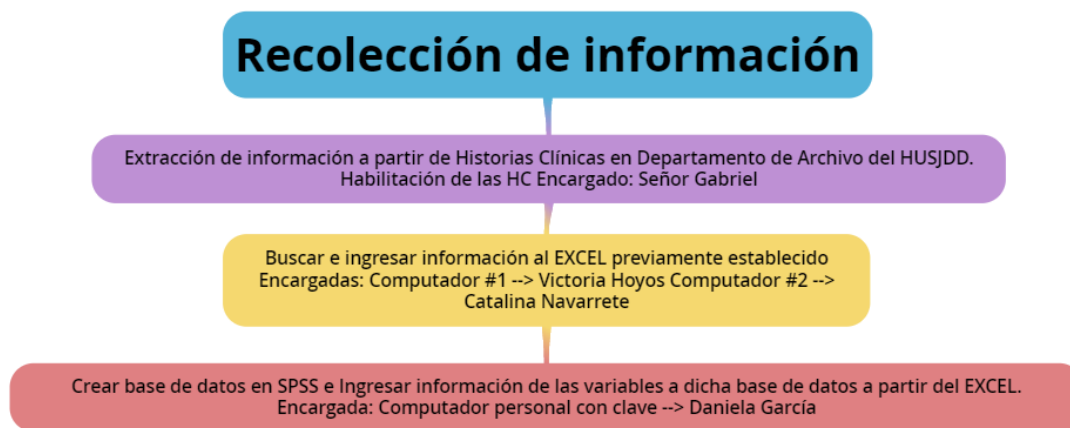 Recolección de información
Extracción de información a partir de Historias Clínicas en Departamento de Archivo del HUSJDD.
Habilitación de las HC Encargado: Señor Gabriel
Buscar e ingresar información al EXCEL previamente establecido
Encargadas: Computador #1 --> Victoria Hoyos Computador #2 -->
Catalina Navarrete
Crear base de datos en SPSS e Ingresar información de las variables a dicha base de datos a partir del EXCEL.
Encargada: Computador personal con clave --> Daniela García